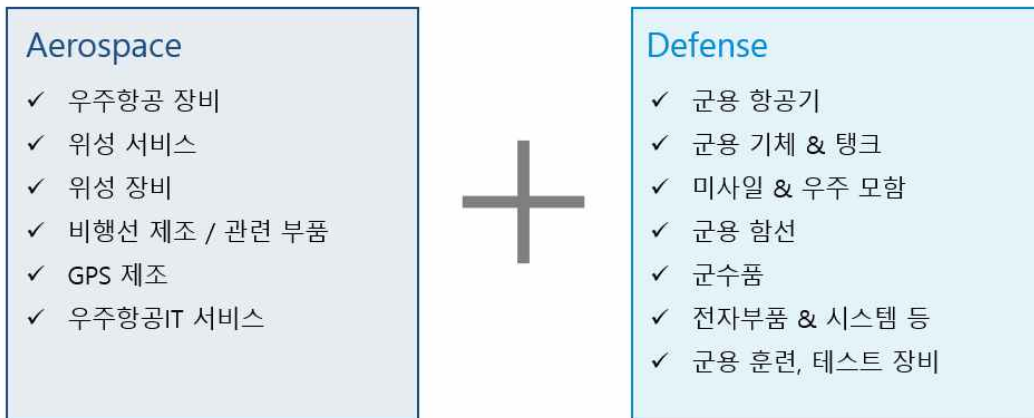 Aerospace
✓ 우주항공 장비
✓ 위성 서비스
✓ 위성 장비
✓ 비행선 제조 / 관련 부품
✓ GPS 제조
✓ 우주항공IT 서비스
Defense
✓ 군용 항공기
✓ 군용 기체 & 탱크
✓ 미사일 & 우주 모함
✓ 군용 함선
✓ 군수품
✓ 전자부품 & 시스템 등
✓ 군용 훈련, 테스트 장비